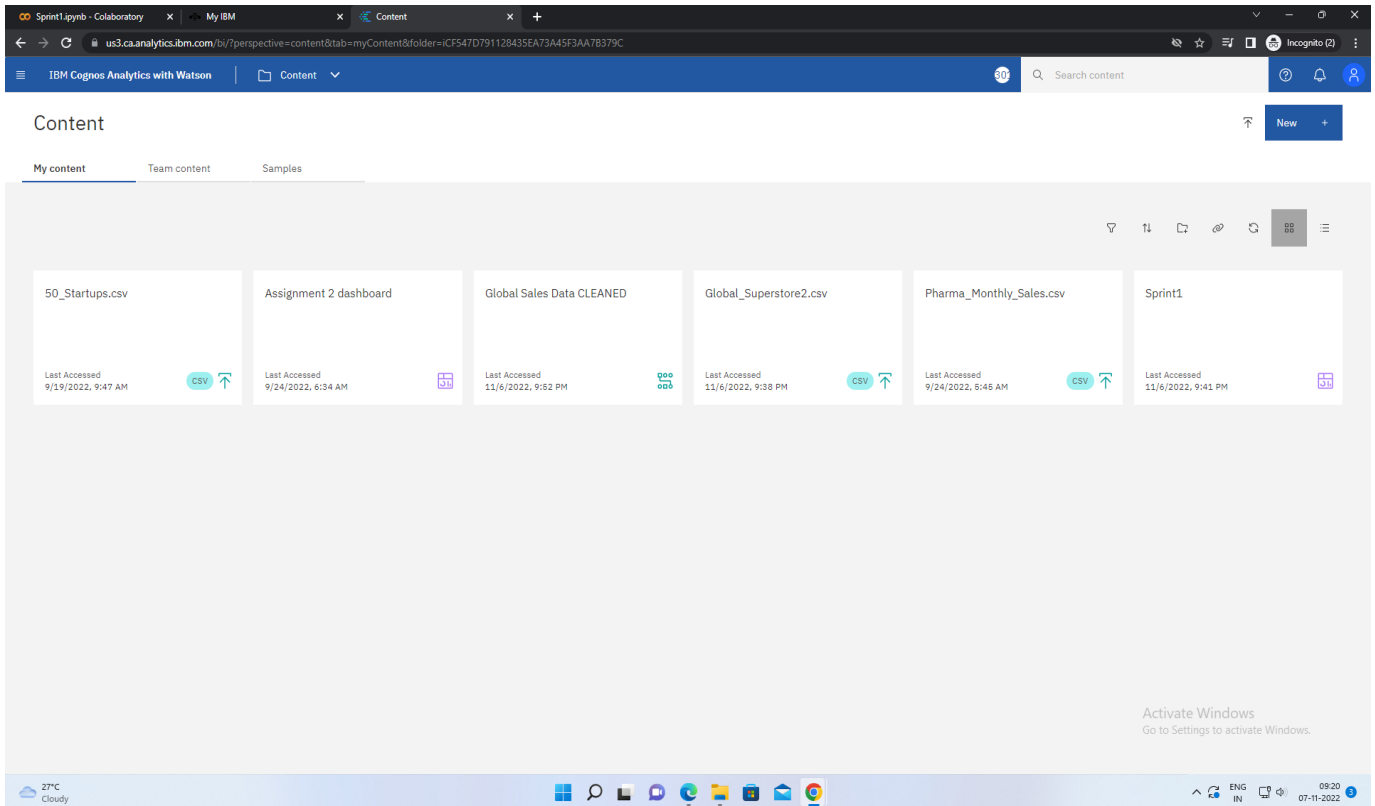 Sprint1.ipynb - Colaboratory
My IBM
Content
us3.ca.analytics.ibm.com/bi/?perspective=content&tab=myContent&folder=iCF547D791128435EA73A45F3AA7B379C
Incognito (2)
IBM Cognos Analytics with Watson
Content
Search content
Content
New +
My content
Team content
Samples
50_Startups.csv
Last Accessed
9/19/2022, 9:47 AM
CSV
Assignment 2 dashboard
Last Accessed
9/24/2022, 6:34 AM
Global Sales Data CLEANED
Last Accessed
11/6/2022, 9:52 PM
Global_Superstore2.csv
Last Accessed
11/6/2022, 9:38 PM
CSV
Pharma_Monthly_Sales.csv
Last Accessed
9/24/2022, 5:45 AM
CSV
Sprint1
Last Accessed
11/6/2022, 9:41 PM
Activate Windows
Go to Settings to activate Windows.
27°C
Cloudy
ENG
IN
09:20
07-11-2022
3